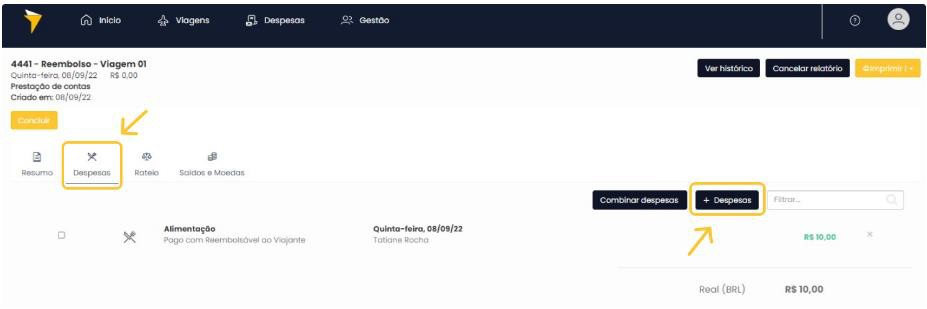 Início Viagens Despesas Gestão
4441 - Reembolso - Viagem 01
Quinta-feira, 08/09/22 R$ 0,00
Prestação de contas
Criado em: 08/09/22
Ver histórico Cancelar relatório Imprimir
Concluir
Resumo Despesas Rateio Saldos e Moedas
Combinar despesas + Despesas Filtrar...
Alimentação Quinta-feira, 08/09/22
Pago com Reembolsável ao Viajante Tatiane Rocha R$ 10,00 ×
Real (BRL) R$ 10,00